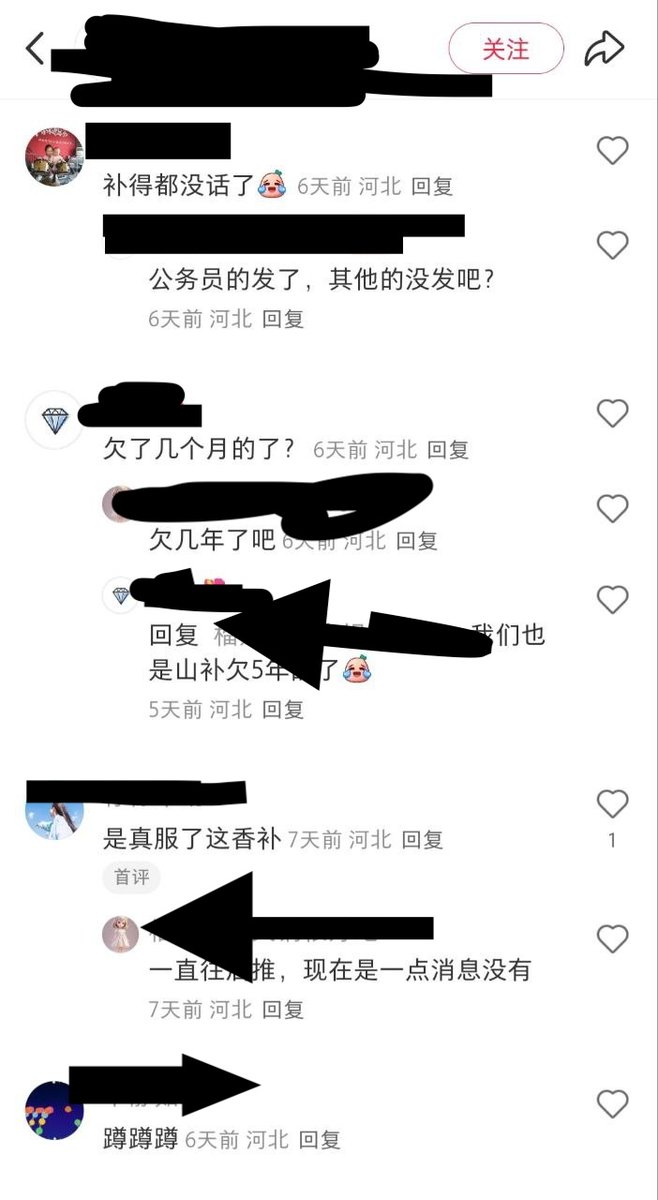 关注
补得都没话了 6天前 河北 回复
公务员的发了，其他的没发吧？
6天前 河北 回复
欠了几个月的了？ 6天前 河北 回复
欠几年了吧 6天前 河北 回复
回复 我们也
是山补欠5年 了
5天前 河北 回复
是真服了这香补 7天前 河北 回复
1
首评
一直往后推，现在是一点消息没有
7天前 河北 回复
蹲蹲蹲 6天前 河北 回复